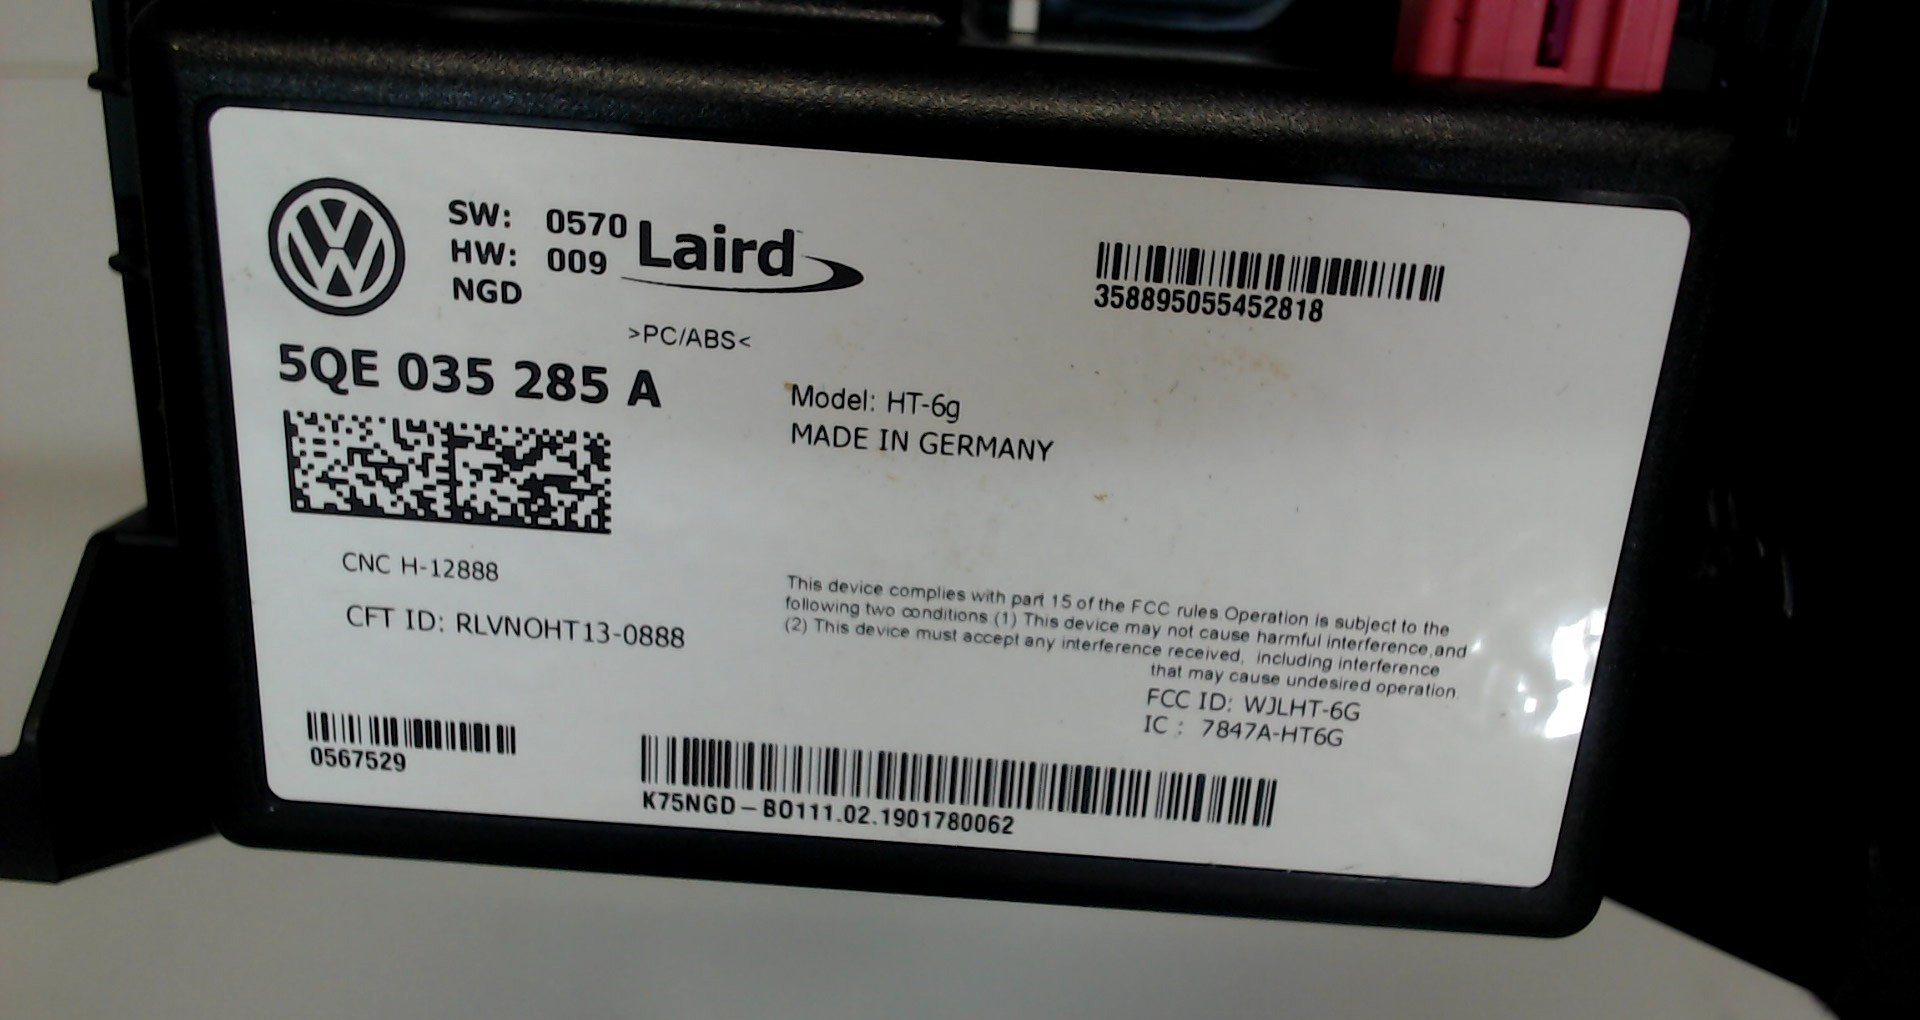 SW: 0570
HW: 009
NGD
Laird
>PC/ABS<
358895055452818
5QE 035 285 A
Model: HT-6g
MADE IN GERMANY
CNC H-12888
CFT ID: RLVNOHT13-0888
This device complies with part 15 of the FCC rules.Operation is subject to the
following two conditions (1) This device may not cause harmful interference,and
(2) This device must accept any interference received, including interference
that may cause undesired operation.
FCC ID: WJLHT-6G
IC : 7847A-HT6G
0567529
K75NGD-BO111.02.1901780062